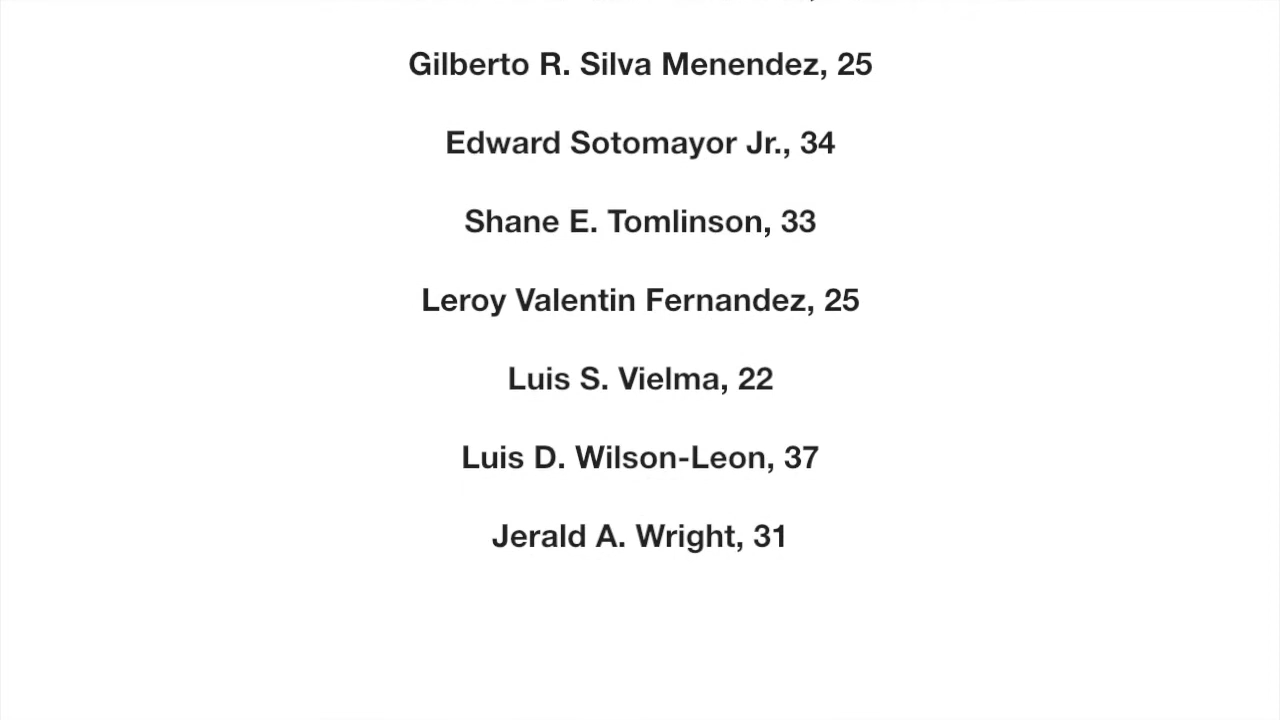 Gilberto R. Silva Menendez, 25
Edward Sotomayor Jr., 34
Shane E. Tomlinson, 33
Leroy Valentin Fernandez, 25
Luis S. Vielma, 22
Luis D. Wilson-Leon, 37
Jerald A. Wright, 31